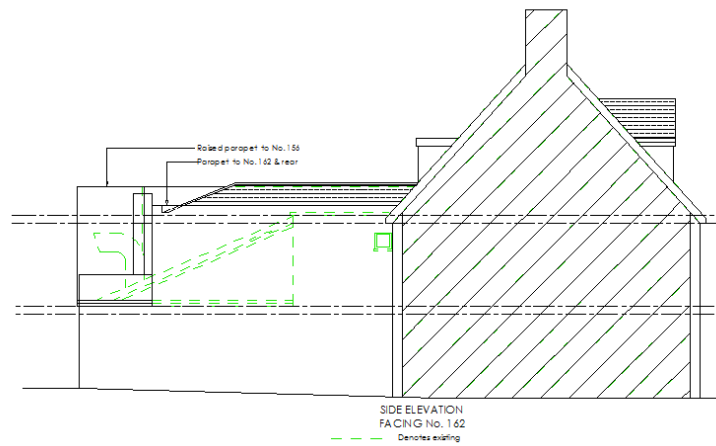 Raised parapet to No.156
Parapet to No.162 & rear
SIDE ELEVATION
FACING No. 162
Denotes existing